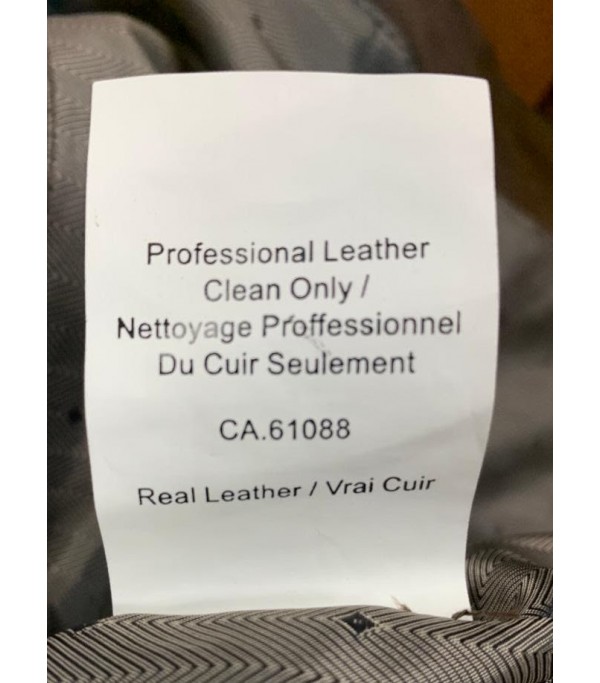 Professional Leather
Clean Only /
Nettoyage Proffessionnel
Du Cuir Seulement
CA.61088
Real Leather / Vrai Cuir